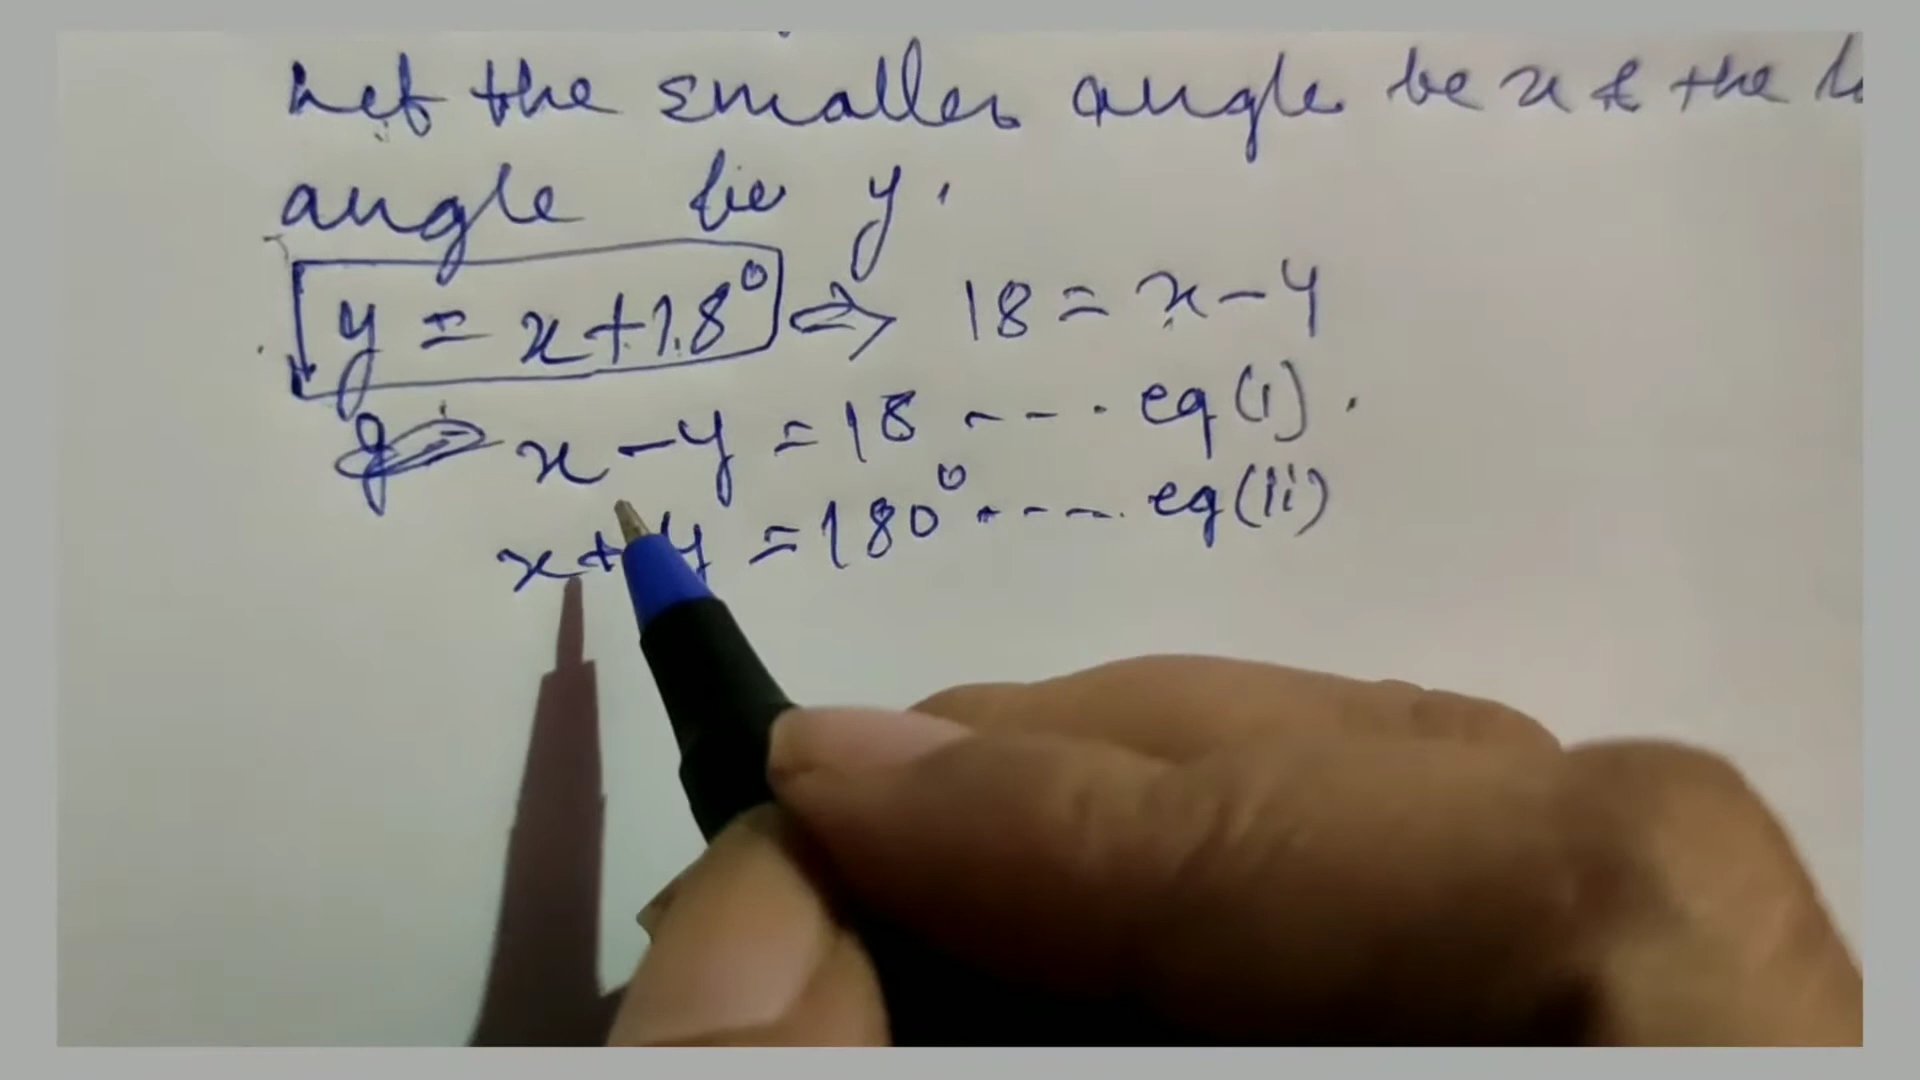 Let the smaller angle be x & the
angle be y.
y = x+18° ⇒ 18 = x-y
x-y = 18 --- eq(i).
x+y = 180° ---- eq(ii)